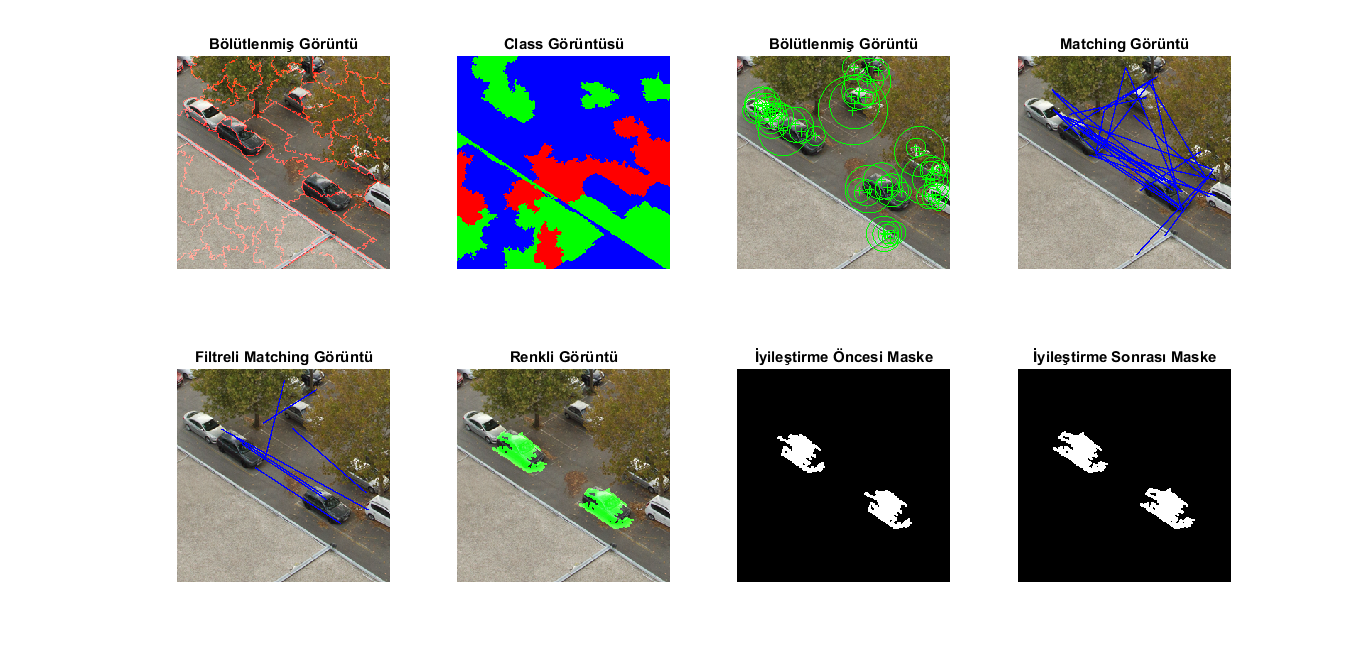 Bölütlenmiş Görüntü
Class Görüntüsü
Bölütlenmiş Görüntü
Matching Görüntü
Filtreli Matching Görüntü
Renkli Görüntü
İyileştirme Öncesi Maske
İyileştirme Sonrası Maske